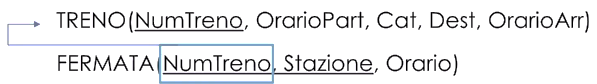 TRENO(NumTreno, OrarioPart, Cat, Dest, OrarioArr)
FERMATA(NumTreno, Stazione, Orario)